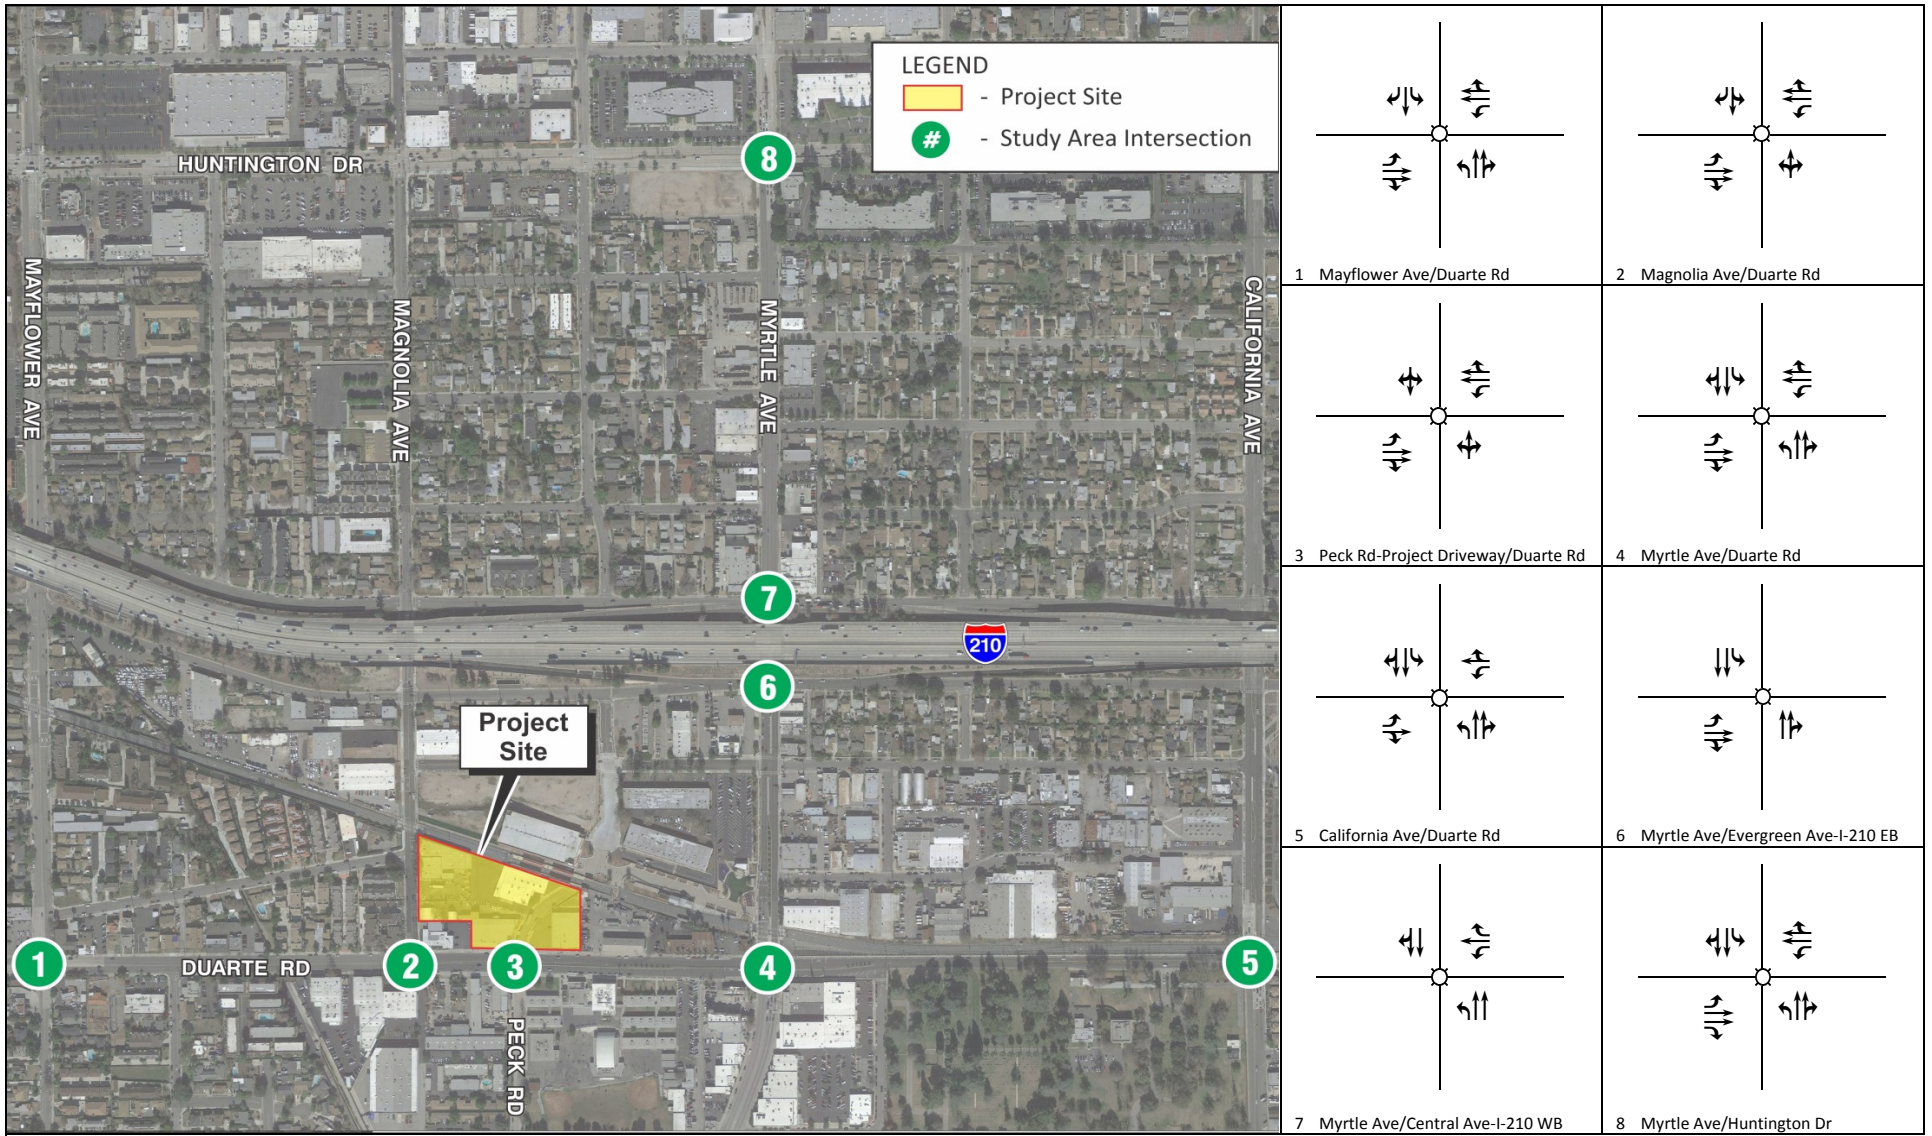 LEGEND
- Project Site
# - Study Area Intersection
8
HUNTINGTON DR
MAYFLOWER AVE
MAGNOLIA AVE
MYRTLE AVE
CALIFORNIA AVE
7
210
6
Project
Site
1
DUARTE RD
2
3
4
5
PECK RD
1 Mayflower Ave/Duarte Rd
2 Magnolia Ave/Duarte Rd
3 Peck Rd-Project Driveway/Duarte Rd
4 Myrtle Ave/Duarte Rd
5 California Ave/Duarte Rd
6 Myrtle Ave/Evergreen Ave-I-210 EB
7 Myrtle Ave/Central Ave-I-210 WB
8 Myrtle Ave/Huntington Dr